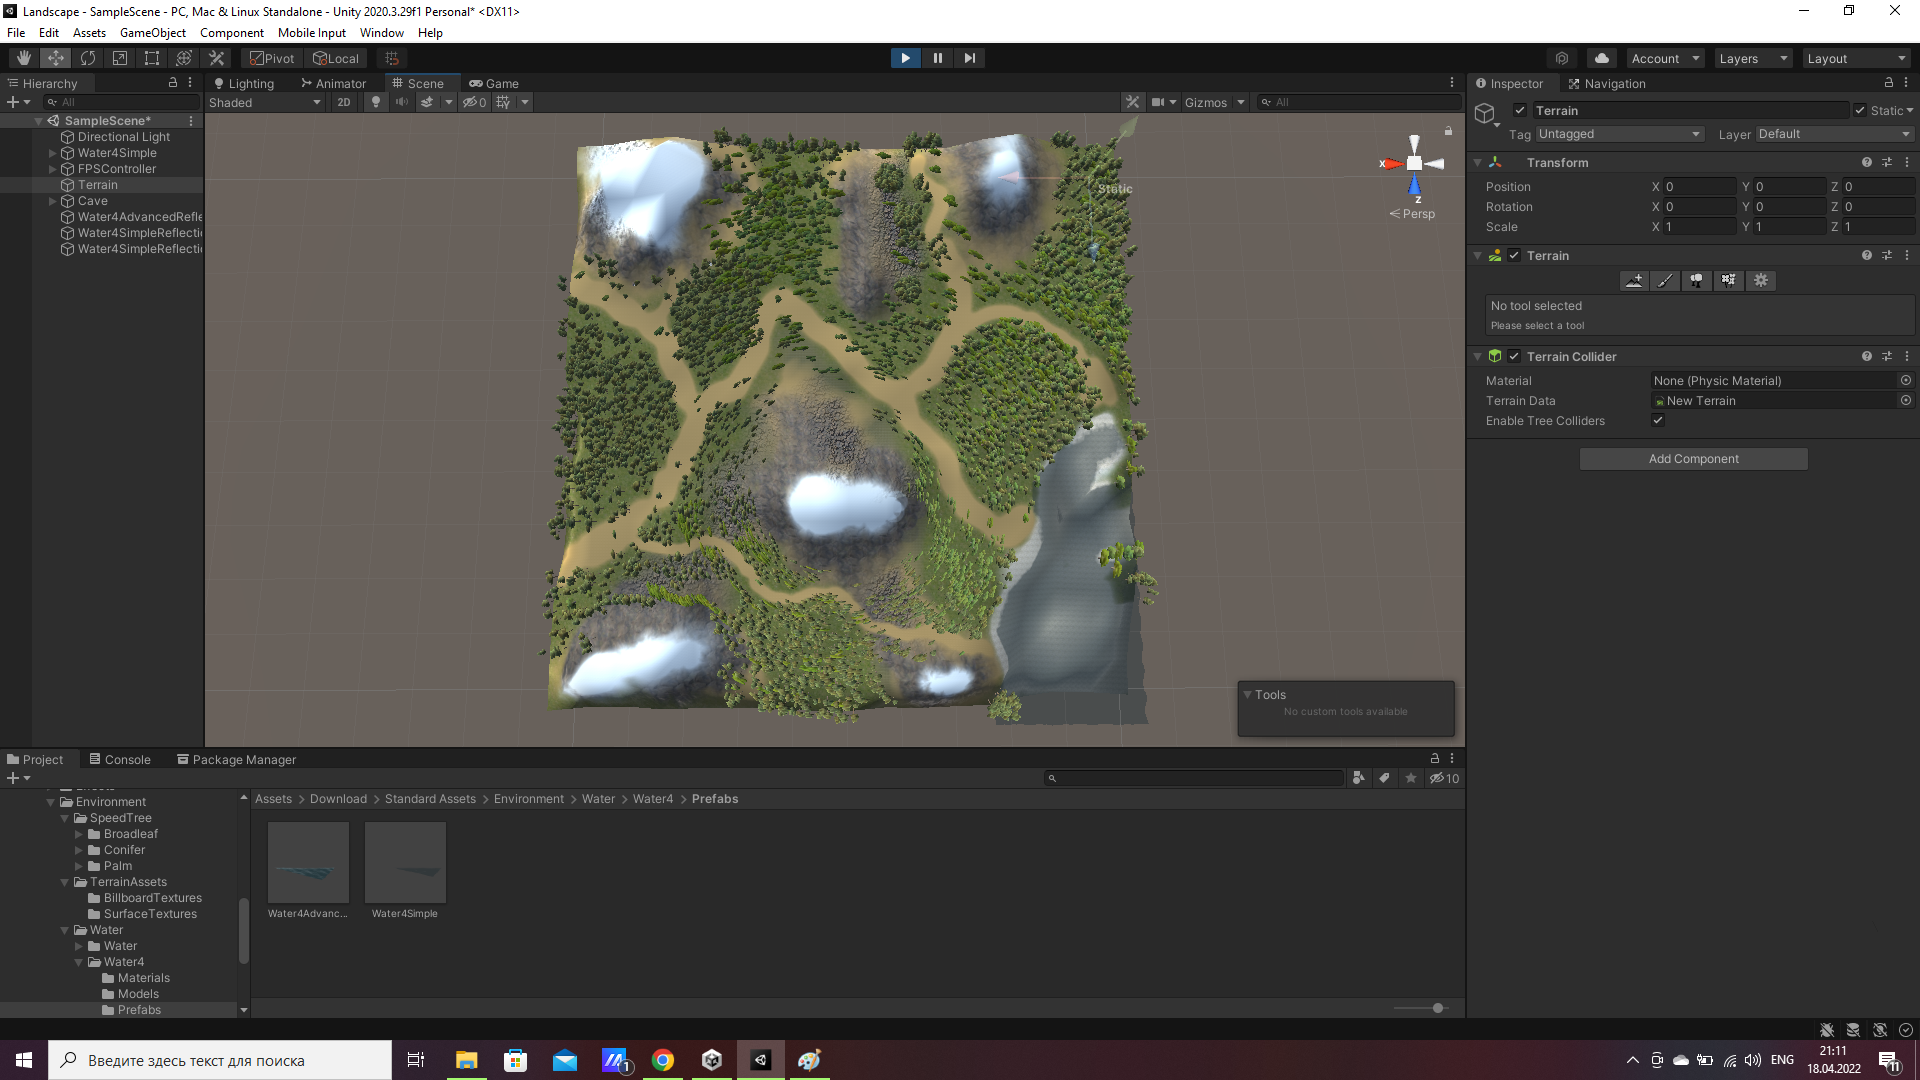 Landscape - SampleScene - PC, Mac & Linux Standalone - Unity 2020.3.29f1 Personal* <DX11>
File Edit Assets GameObject Component Mobile Input Window Help
Pivot Local Account Layers Layout
Hierarchy
All
SampleScene*
Directional Light
Water4Simple
FPSController
Terrain
Cave
Water4AdvancedRefle
Water4SimpleReflecti
Water4SimpleReflecti
Lighting Animator Scene Game
Shaded 2D 0 Gizmos All
Static
x
z
Persp
Tools
No custom tools available
Inspector Navigation
Terrain Static
Tag Untagged Layer Default
Transform
Position X 0 Y 0 Z 0
Rotation X 0 Y 0 Z 0
Scale X 1 Y 1 Z 1
Terrain
No tool selected
Please select a tool
Terrain Collider
Material None (Physic Material)
Terrain Data New Terrain
Enable Tree Colliders
Add Component
Project Console Package Manager
10
Environment
SpeedTree
Broadleaf
Conifer
Palm
TerrainAssets
BillboardTextures
SurfaceTextures
Water
Water
Water4
Materials
Models
Prefabs
Assets > Download > Standard Assets > Environment > Water > Water4 > Prefabs
Water4Advanc... Water4Simple
Введите здесь текст для поиска
1
ENG
21:11
18.04.2022
11